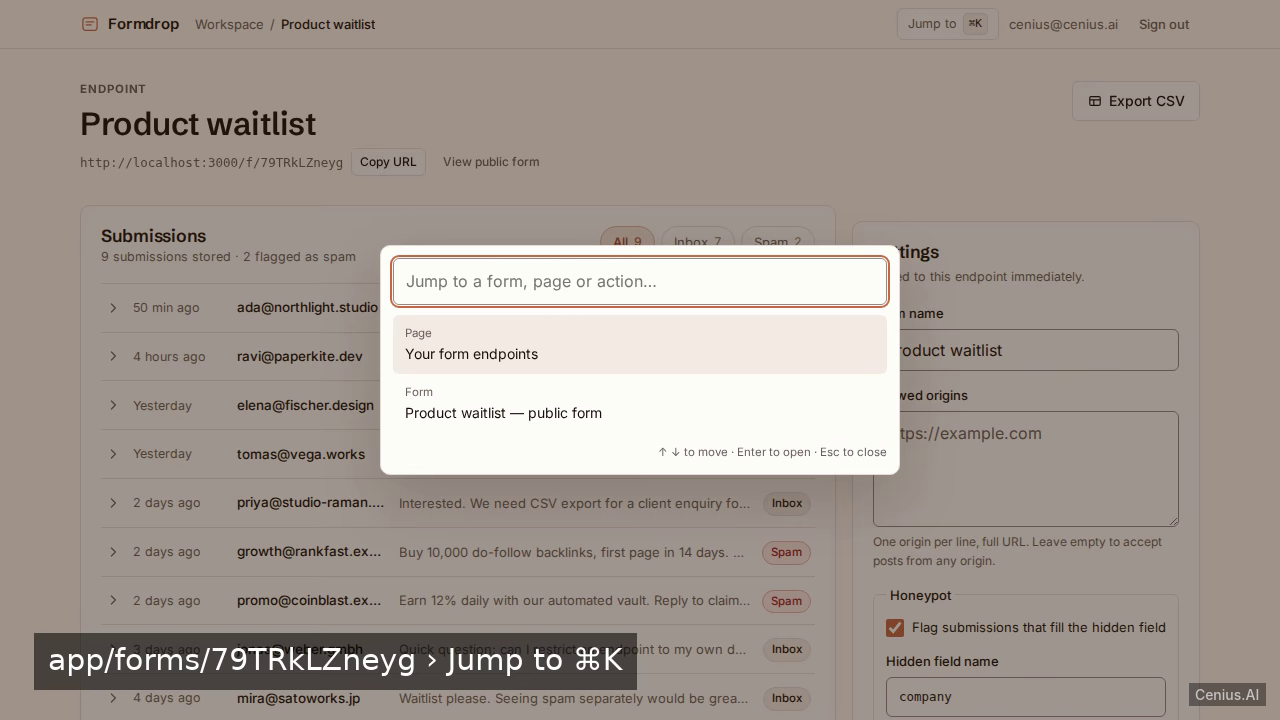 Formdrop Workspace / Product waitlist Jump to ⌘K cenius@cenius.ai Sign out
ENDPOINT
Product waitlist
Export CSV
http://localhost:3000/f/79TRkLZneyg Copy URL View public form
Submissions
All 9 Inbox 7 Spam 2
9 submissions stored · 2 flagged as spam
50 min ago ada@northlight.studio
4 hours ago ravi@paperkite.dev
Yesterday elena@fischer.design
Yesterday tomas@vega.works
2 days ago priya@studio-raman.... Interested. We need CSV export for a client enquiry fo... Inbox
2 days ago growth@rankfast.ex... Buy 10,000 do-follow backlinks, first page in 14 days. ... Spam
2 days ago promo@coinblast.ex... Earn 12% daily with our automated vault. Reply to claim... Spam
3 days ago Quick question: can I restrict endpoint to my own d... Inbox
4 days ago mira@satoworks.jp Waitlist please. Seeing spam separately would be grea... Inbox
Jump to a form, page or action...
Page
Your form endpoints
Form
Product waitlist — public form
↑ ↓ to move · Enter to open · Esc to close
to this endpoint immediately.
name
waitlist
origins
https://example.com
One origin per line, full URL. Leave empty to accept
posts from any origin.
Honeypot
Flag submissions that fill the hidden field
Hidden field name
company
app/forms/79TRkLZneyg › Jump to ⌘K
Cenius.AI